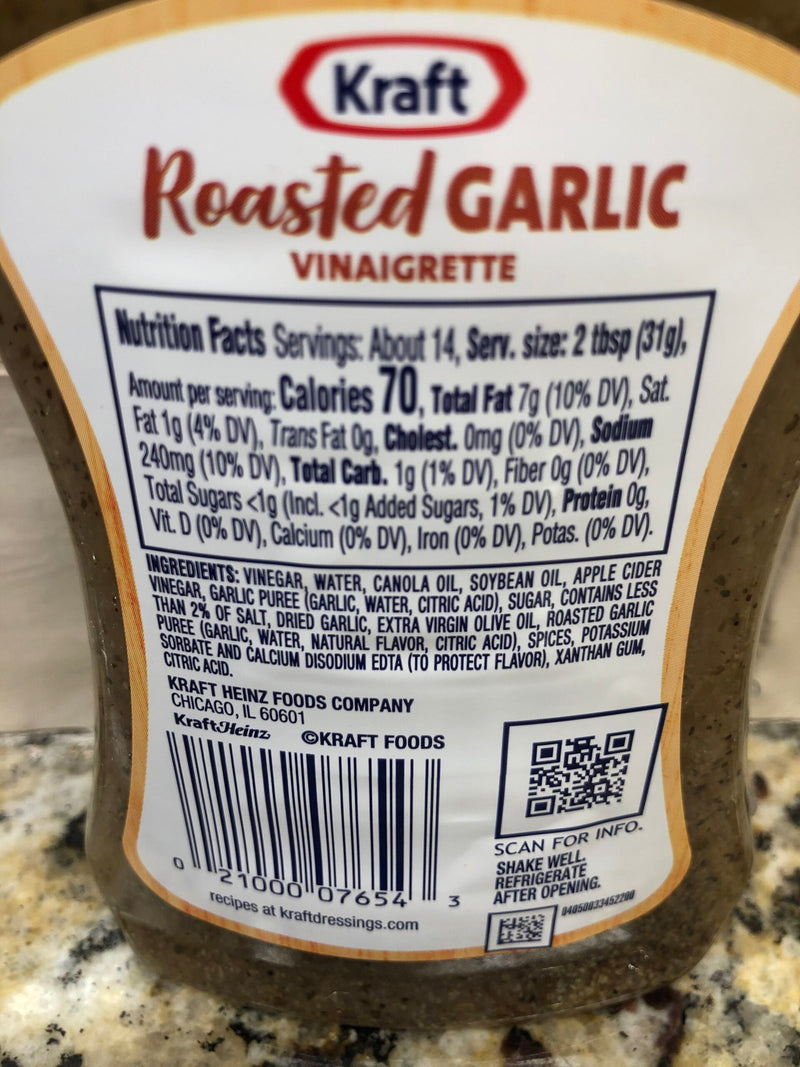 Kraft
Roasted GARLIC
VINAIGRETTE
Nutrition Facts Servings: About 14, Serv. size: 2 tbsp (31g),
Amount per serving: Calories 70, Total Fat 7g (10% DV), Sat.
Fat 1g (4% DV), Trans Fat 0g, Cholest. 0mg (0% DV), Sodium
240mg (10% DV), Total Carb. 1g (1% DV), Fiber 0g (0% DV),
Total Sugars <1g (Incl. <1g Added Sugars, 1% DV), Protein 0g,
Vit. D (0% DV), Calcium (0% DV), Iron (0% DV), Potas. (0% DV).
INGREDIENTS: VINEGAR, WATER, CANOLA OIL, SOYBEAN OIL, APPLE CIDER
VINEGAR, GARLIC PUREE (GARLIC, WATER, CITRIC ACID), SUGAR, CONTAINS LESS
THAN 2% OF SALT, DRIED GARLIC, EXTRA VIRGIN OLIVE OIL, ROASTED GARLIC
PUREE (GARLIC, WATER, NATURAL FLAVOR, CITRIC ACID), SPICES, POTASSIUM
SORBATE AND CALCIUM DISODIUM EDTA (TO PROTECT FLAVOR), XANTHAN GUM,
CITRIC ACID.
KRAFT HEINZ FOODS COMPANY
CHICAGO, IL 60601
KraftHeinz ©KRAFT FOODS
0 21000 07654 3
recipes at kraftdressings.com
SCAN FOR INFO.
SHAKE WELL.
REFRIGERATE
AFTER OPENING.
04050033452200